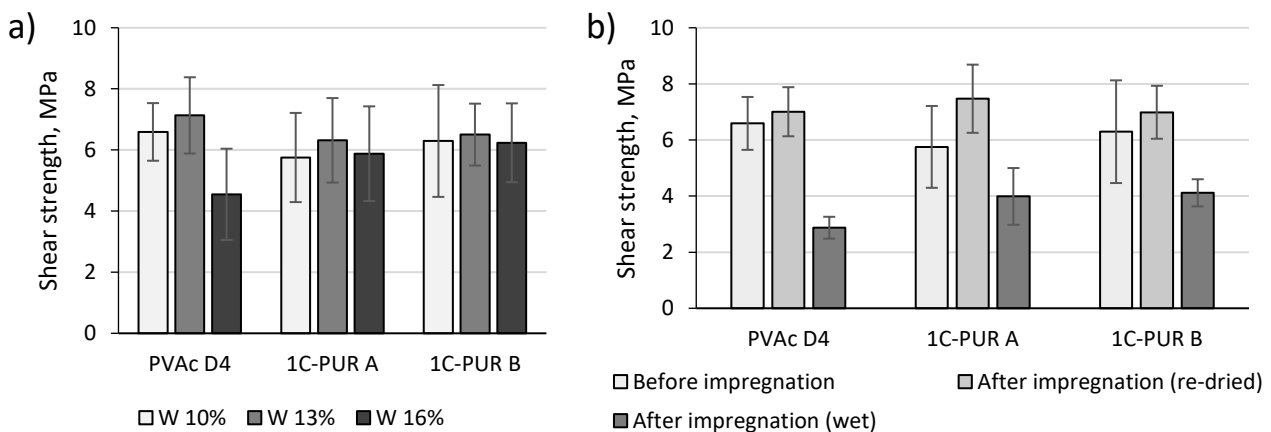 a)
Shear strength, MPa
10
8
6
4
2
0
PVAc D4 1C-PUR A 1C-PUR B
W 10% W 13% W 16%
b)
Shear strength, MPa
10
8
6
4
2
0
PVAc D4 1C-PUR A 1C-PUR B
Before impregnation After impregnation (re-dried)
After impregnation (wet)